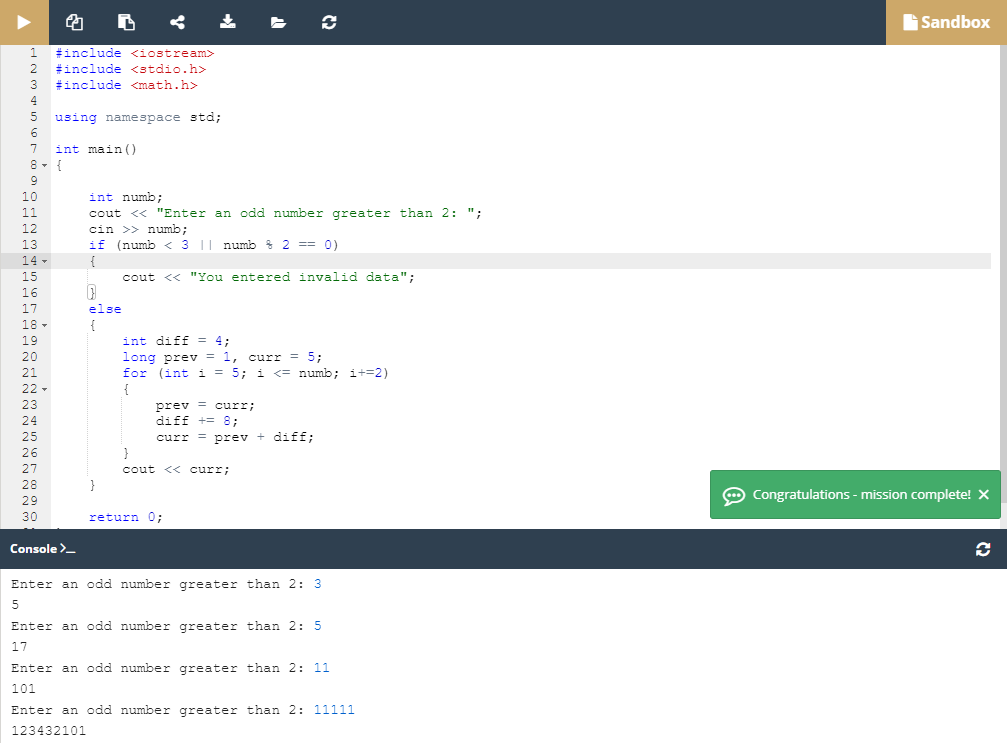 Sandbox
1 #include <iostream>
2 #include <stdio.h>
3 #include <math.h>
4
5 using namespace std;
6
7 int main()
8 {
9
10     int numb;
11     cout << "Enter an odd number greater than 2: ";
12     cin >> numb;
13     if (numb < 3 || numb % 2 == 0)
14     {
15         cout << "You entered invalid data";
16     }
17     else
18     {
19         int diff = 4;
20         long prev = 1, curr = 5;
21         for (int i = 5; i <= numb; i+=2)
22         {
23             prev = curr;
24             diff += 8;
25             curr = prev + diff;
26         }
27         cout << curr;
28     }
29
30     return 0;
Congratulations - mission complete! ×
Console >_
Enter an odd number greater than 2: 3
5
Enter an odd number greater than 2: 5
17
Enter an odd number greater than 2: 11
101
Enter an odd number greater than 2: 11111
123432101